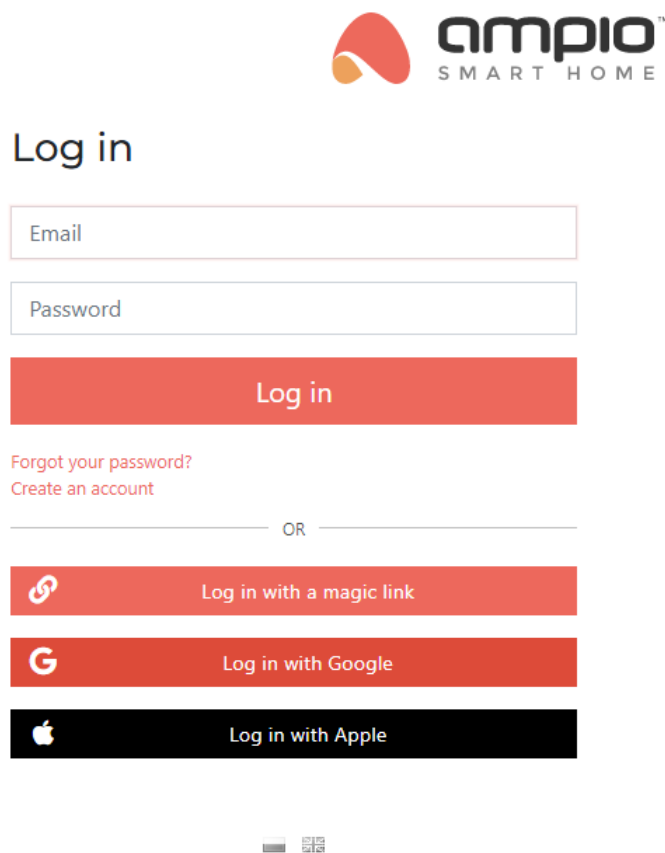 ampio™
SMART HOME
Log in
Email
Password
Log in
Forgot your password?
Create an account
OR
Log in with a magic link
G Log in with Google
Log in with Apple